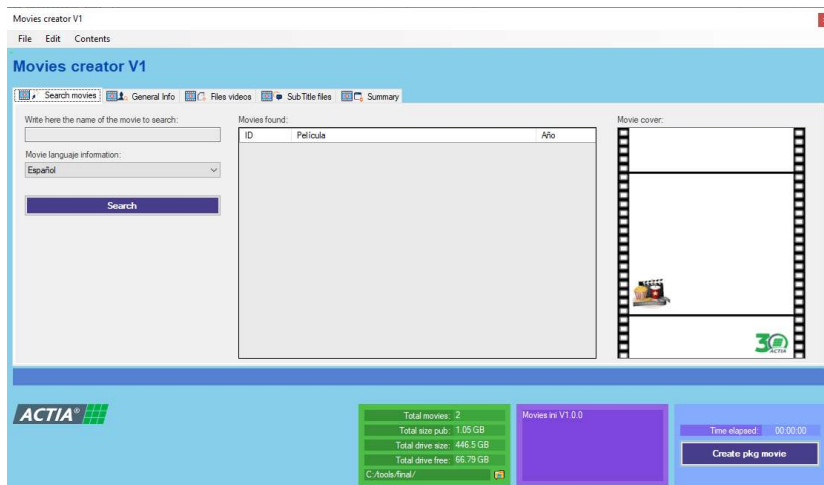 Movies creator V1
File Edit Contents
Movies creator V1
Search movies General Info Files videos SubTitle files Summary
Write here the name of the movie to search:
Movies found:
Movie cover:
ID Película Año
Movie languaje information:
Español
Search
30
ACTIA
ACTIA®
Total movies: 2
Total size pub: 1.05 GB
Total drive size: 446.5 GB
Total drive free: 66.79 GB
C:/tools/final/
Movies ini V1.0.0
Time elapsed: 00:00:00
Create pkg movie